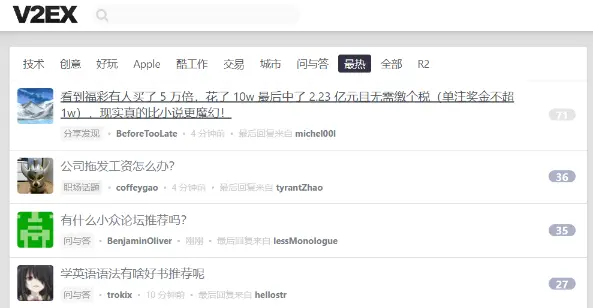 V2EX
技术 创意 好玩 Apple 酷工作 交易 城市 问与答 最热 全部 R2
看到福彩有人买了 5 万倍，花了 10w 最后中了 2.23 亿元且无需缴个税（单注奖金不超
1w），现实真的比小说更魔幻！
71
分享发现 • BeforeTooLate • 4 分钟前 • 最后回复来自 michel00l
公司拖发工资怎么办？
36
职场话题 • coffeygao • 4 分钟前 • 最后回复来自 tyrantZhao
有什么小众论坛推荐吗？
35
问与答 • BenjaminOliver • 刚刚 • 最后回复来自 lessMonologue
学英语语法有啥好书推荐呢
27
问与答 • trokix • 10 分钟前 • 最后回复来自 hellostr